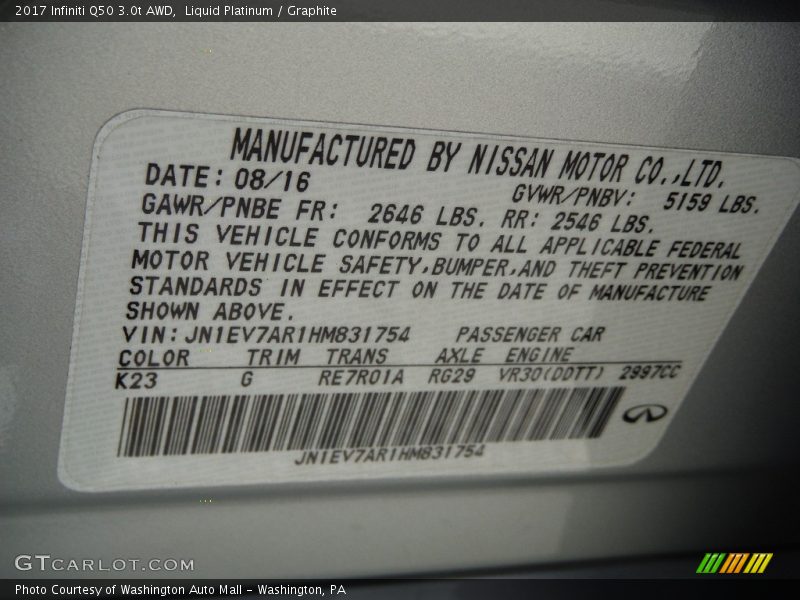 2017 Infiniti Q50 3.0t AWD,  Liquid Platinum / Graphite
MANUFACTURED BY NISSAN MOTOR CO.,LTD.
DATE: 08/16 GVWR/PNBV: 5159 LBS.
GAWR/PNBE FR: 2646 LBS. RR: 2546 LBS.
THIS VEHICLE CONFORMS TO ALL APPLICABLE FEDERAL
MOTOR VEHICLE SAFETY,BUMPER,AND THEFT PREVENTION
STANDARDS IN EFFECT ON THE DATE OF MANUFACTURE
SHOWN ABOVE.
VIN: JN1EV7AR1HM831754 PASSENGER CAR
COLOR TRIM TRANS AXLE ENGINE
K23 G RE7R01A RG29 VR30(DDTT) 2997CC
JN1EV7AR1HM831754
GTCARLOT.COM
Photo Courtesy of Washington Auto Mall - Washington, PA